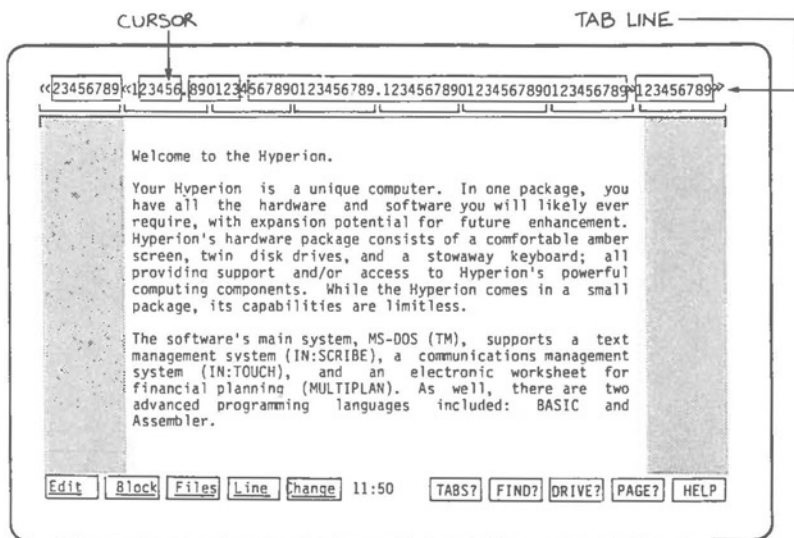 CURSOR TAB LINE
«23456789«123456.8901234567890123456789.12345678901234567890123456789»123456789»
Welcome to the Hyperion.
Your Hyperion is a unique computer. In one package, you
have all the hardware and software you will likely ever
require, with expansion potential for future enhancement.
Hyperion's hardware package consists of a comfortable amber
screen, twin disk drives, and a stowaway keyboard; all
providing support and/or access to Hyperion's powerful
computing components. While the Hyperion comes in a small
package, its capabilities are limitless.
The software's main system, MS-DOS (TM), supports a text
management system (IN:SCRIBE), a communications management
system (IN:TOUCH), and an electronic worksheet for
financial planning (MULTIPLAN). As well, there are two
advanced programming languages included: BASIC and
Assembler.
Edit Block Files Line Change 11:50 TABS? FIND? DRIVE? PAGE? HELP